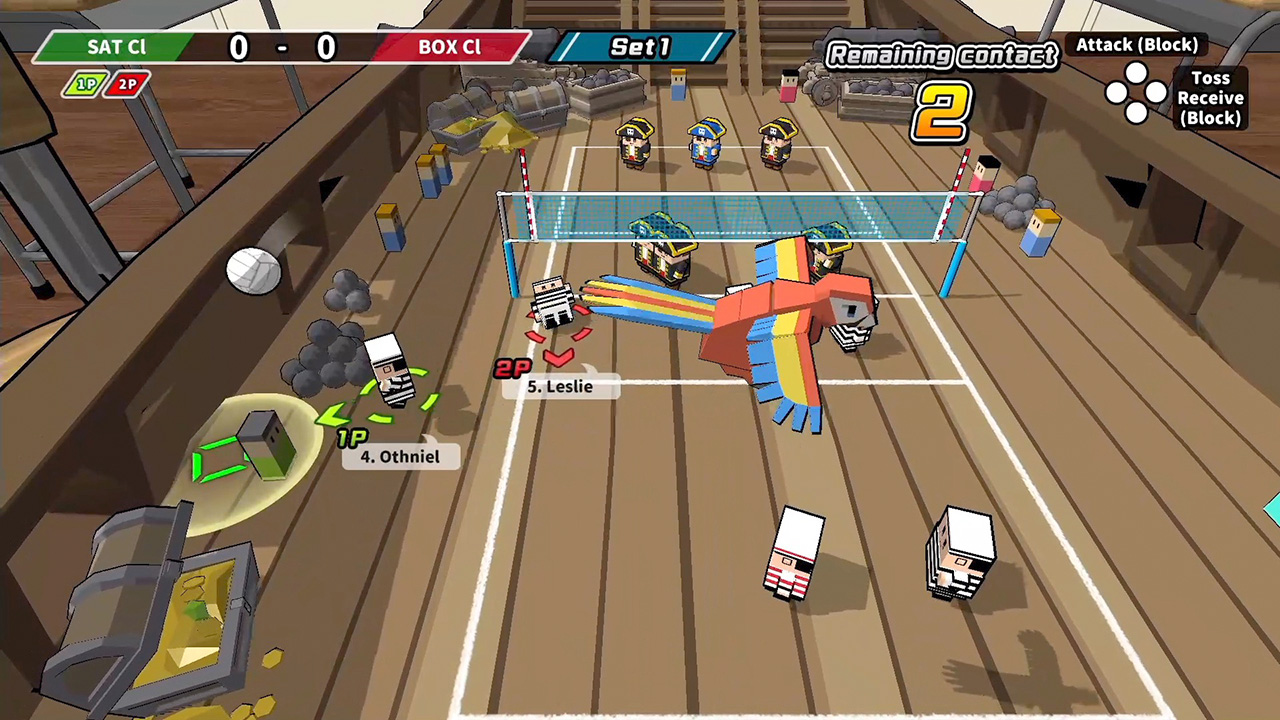 SAT Cl 0 - 0 BOX Cl
Set 1
1P 2P
Remaining contact
2
Attack (Block)
Toss
Receive
(Block)
2P
5. Leslie
1P
4. Othniel